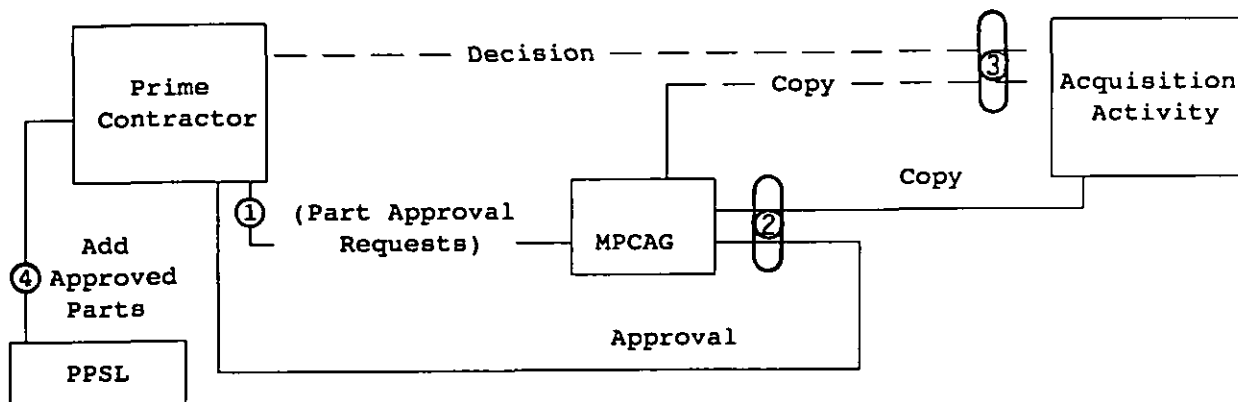 Decision
③
Copy
Prime
Contractor
Acquisition
Activity
Copy
①
(Part Approval
Requests)
MPCAG
②
Add
④ Approved
Parts
Approval
PPSL